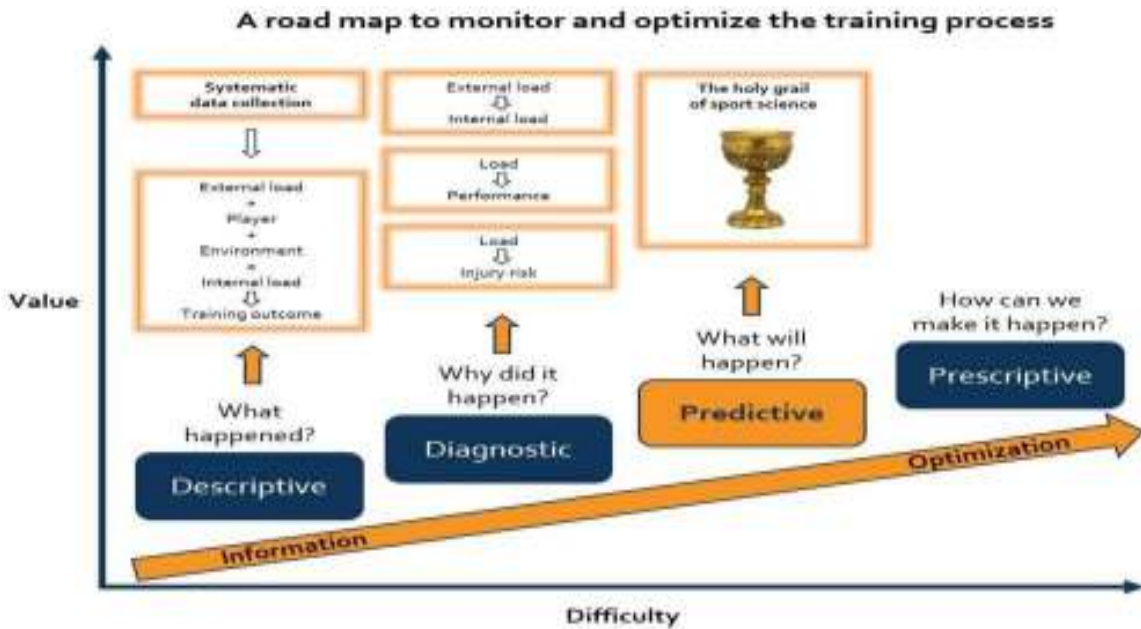 A road map to monitor and optimize the training process
Systematic
data collection
External load
+
Player
+
Environment
=
Internal load
Training outcome
External load
Internal load
Load
Performance
Load
Injury risk
The holy grail
of sport science
Value
What
happened?
Descriptive
Why did it
happen?
Diagnostic
What will
happen?
Predictive
How can we
make it happen?
Prescriptive
Information
Optimization
Difficulty